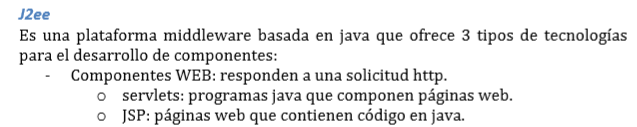 J2ee
Es una plataforma middleware basada en java que ofrece 3 tipos de tecnologías
para el desarrollo de componentes:
- Componentes WEB: responden a una solicitud http.
o servlets: programas java que componen páginas web.
o JSP: páginas web que contienen código en java.